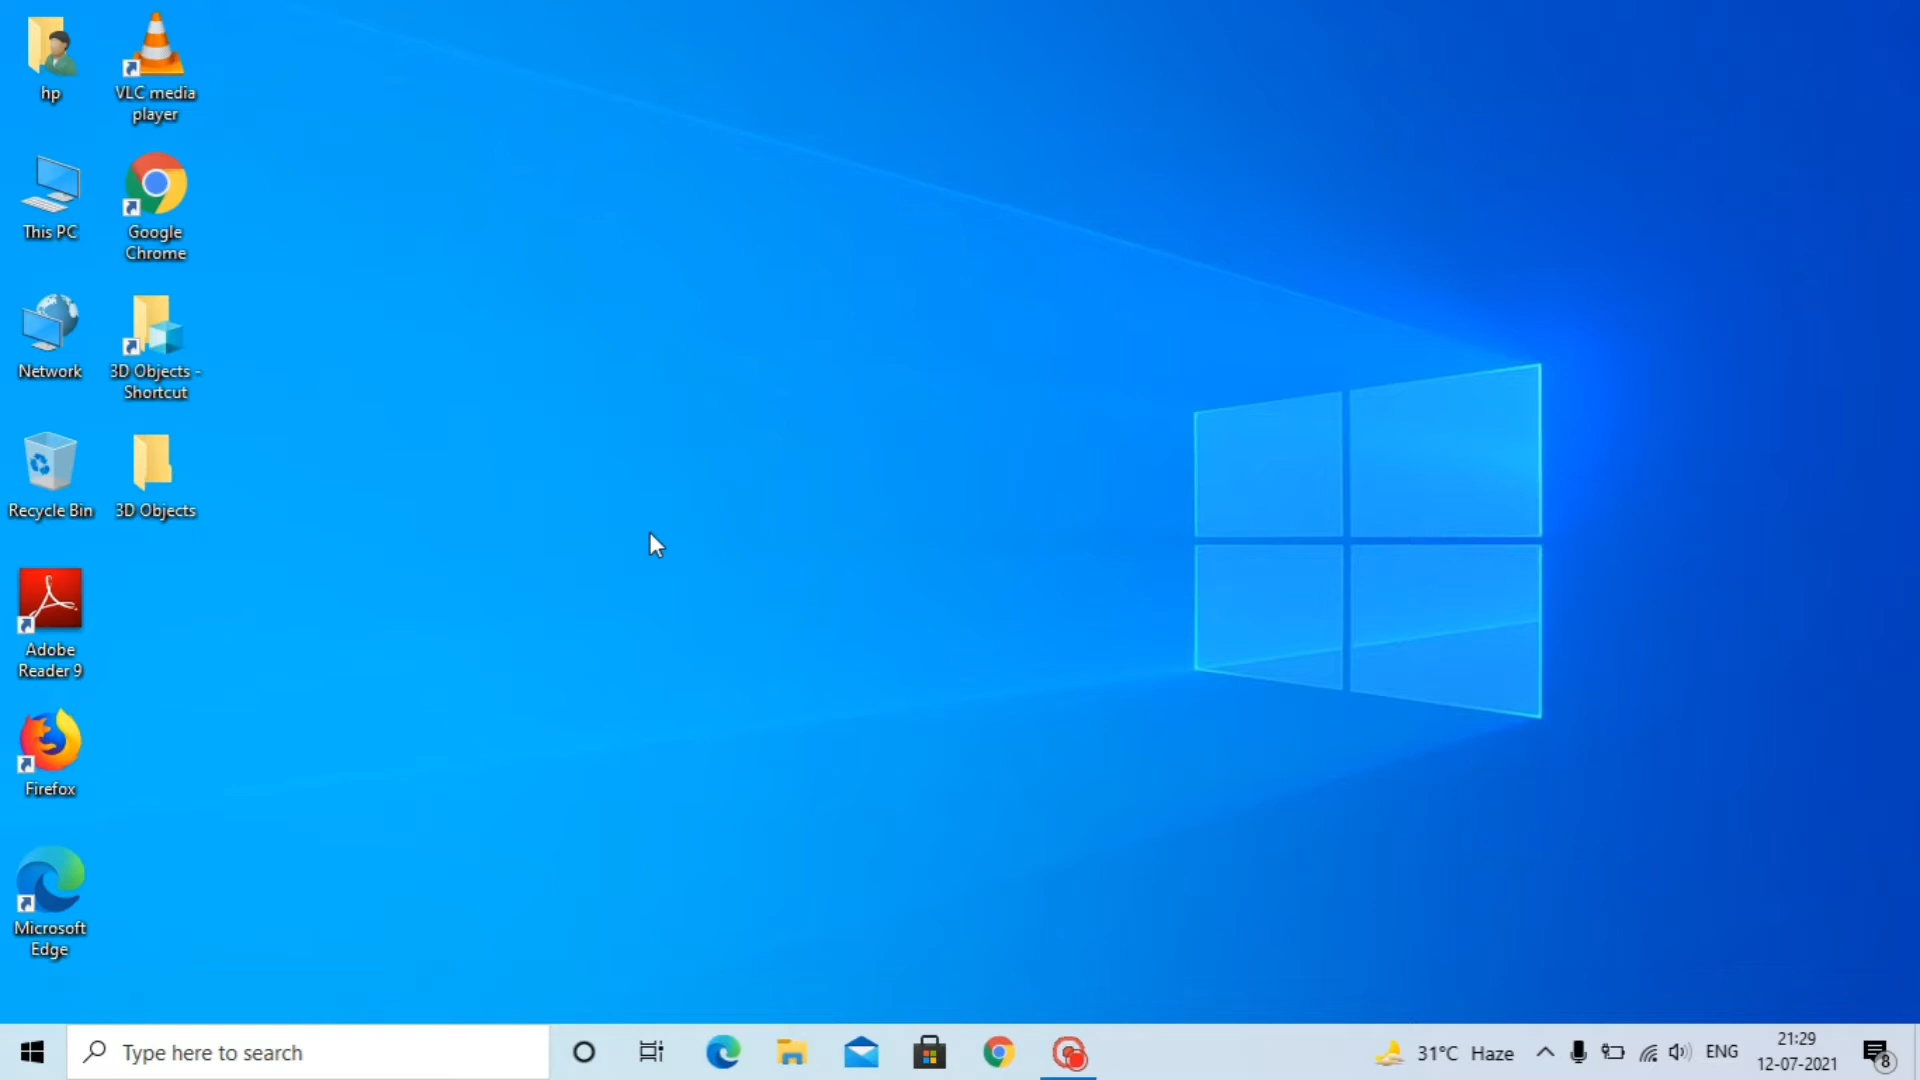 hp
VLC media
player
This PC
Google
Chrome
Network
3D Objects -
Shortcut
Recycle Bin
3D Objects
Adobe
Reader 9
Firefox
Microsoft
Edge
Type here to search
31°C Haze
ENG
21:29
12-07-2021
8